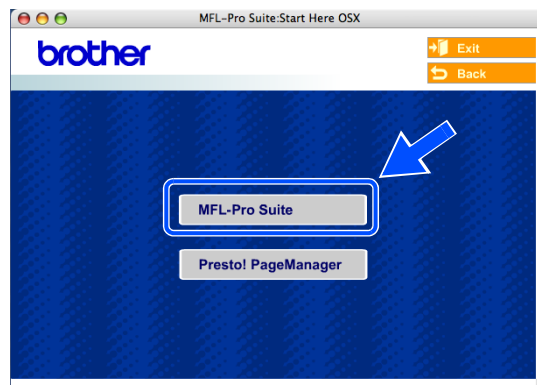 MFL-Pro Suite:Start Here OSX
brother
Exit
Back
MFL-Pro Suite
Presto! PageManager